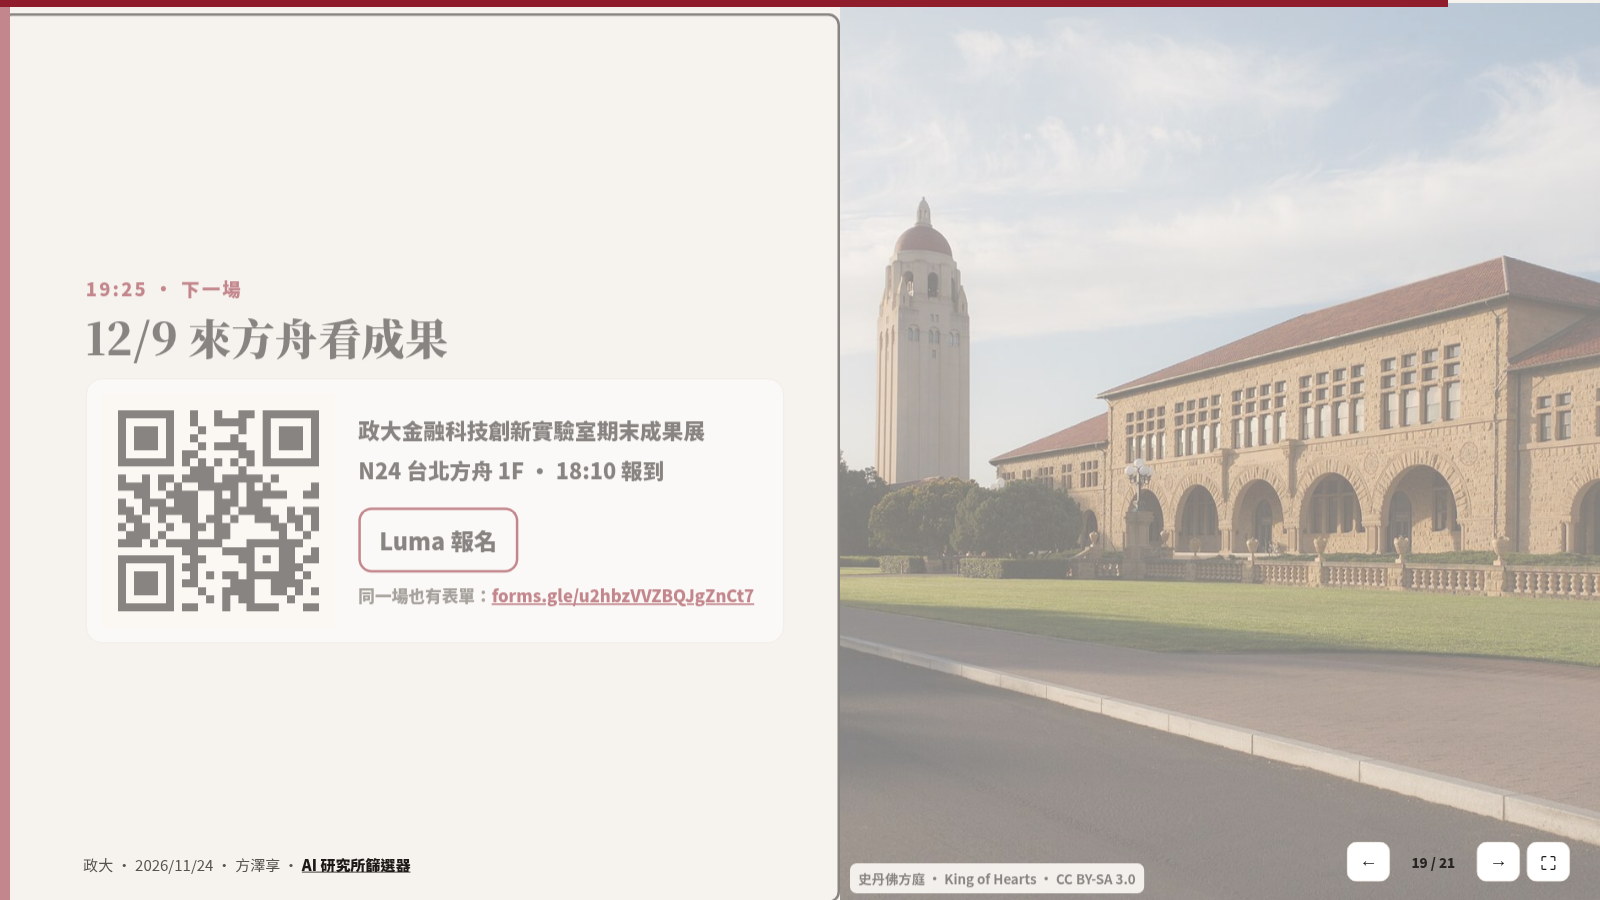 19:25 · 下一場
12/9 來方舟看成果
政大金融科技創新實驗室期末成果展
N24 台北方舟 1F · 18:10 報到
Luma 報名
同一場也有表單：forms.gle/u2hbzVVZBQJgZnCt7
政大 · 2026/11/24 · 方澤享 · AI 研究所篩選器
史丹佛方庭 · King of Hearts · CC BY-SA 3.0
← 19 / 21 →